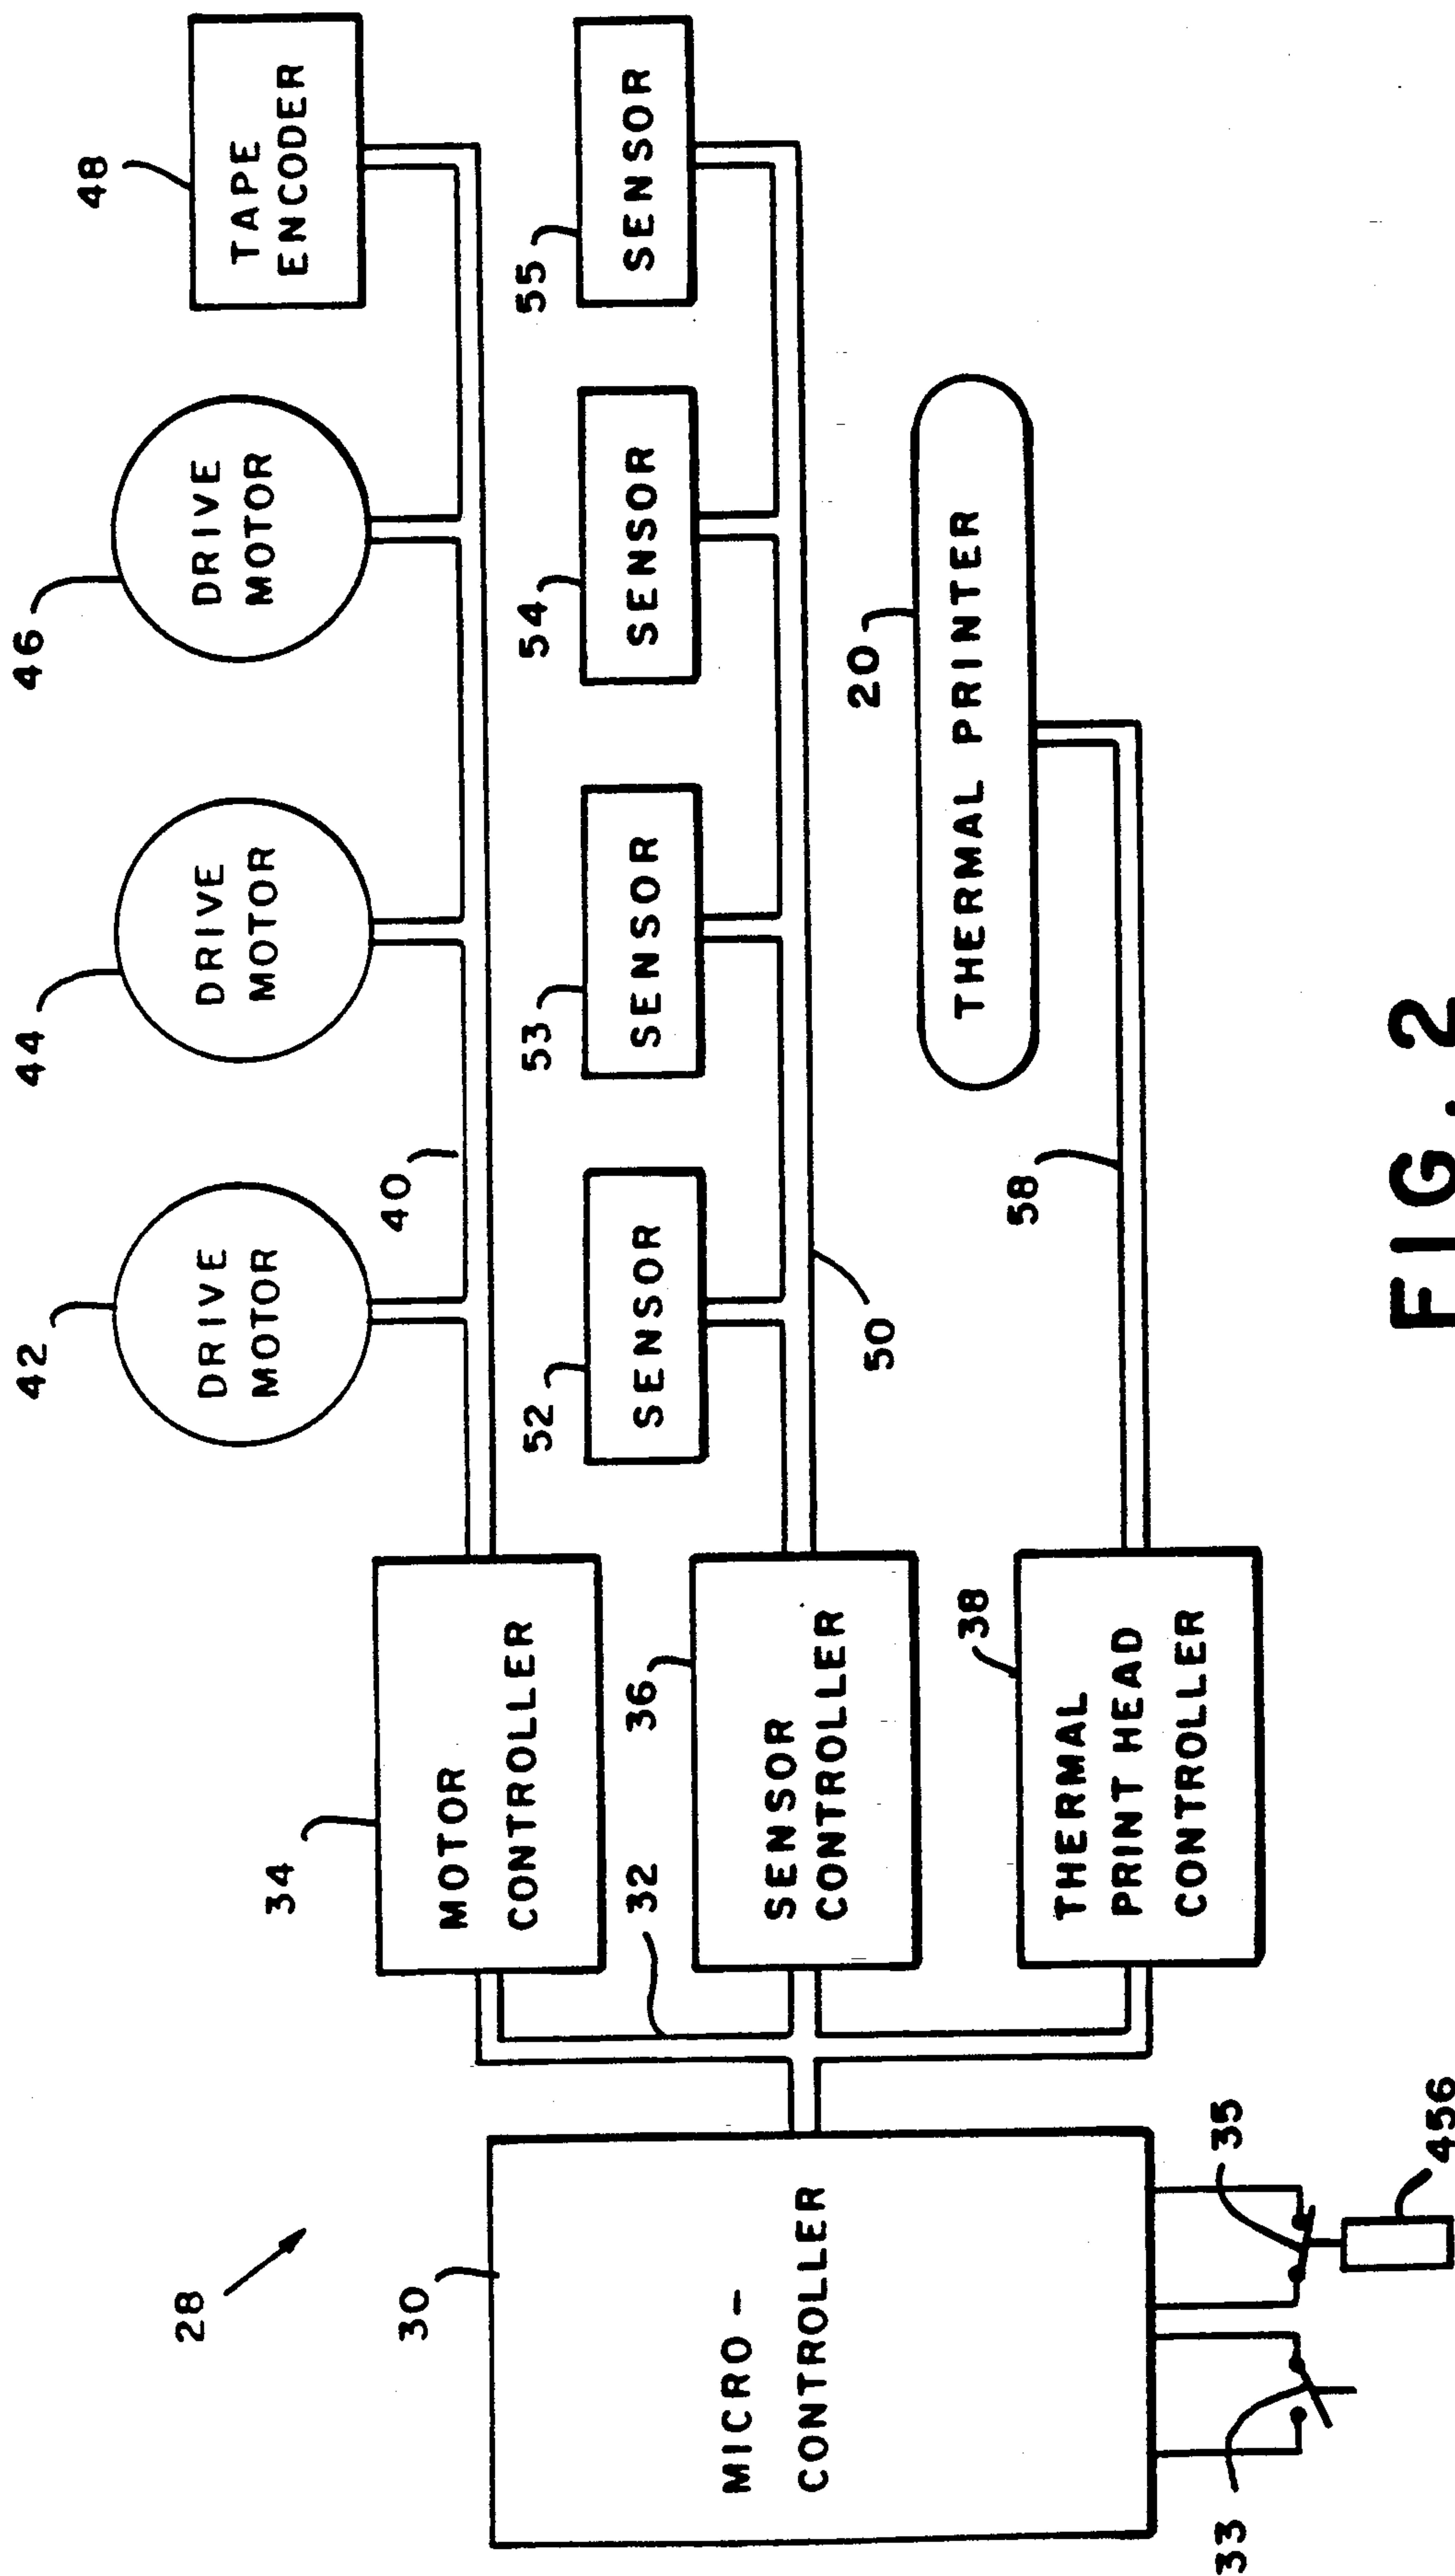 46
44
42
48
DRIVE
MOTOR
DRIVE
MOTOR
DRIVE
MOTOR
TAPE
ENCODER
40
28
34
MOTOR
CONTROLLER
52
SENSOR
53
SENSOR
54
SENSOR
55
SENSOR
50
30
MICRO-
CONTROLLER
32
36
SENSOR
CONTROLLER
20
THERMAL PRINTER
38
THERMAL
PRINT HEAD
CONTROLLER
58
33
35
456
FIG. 2